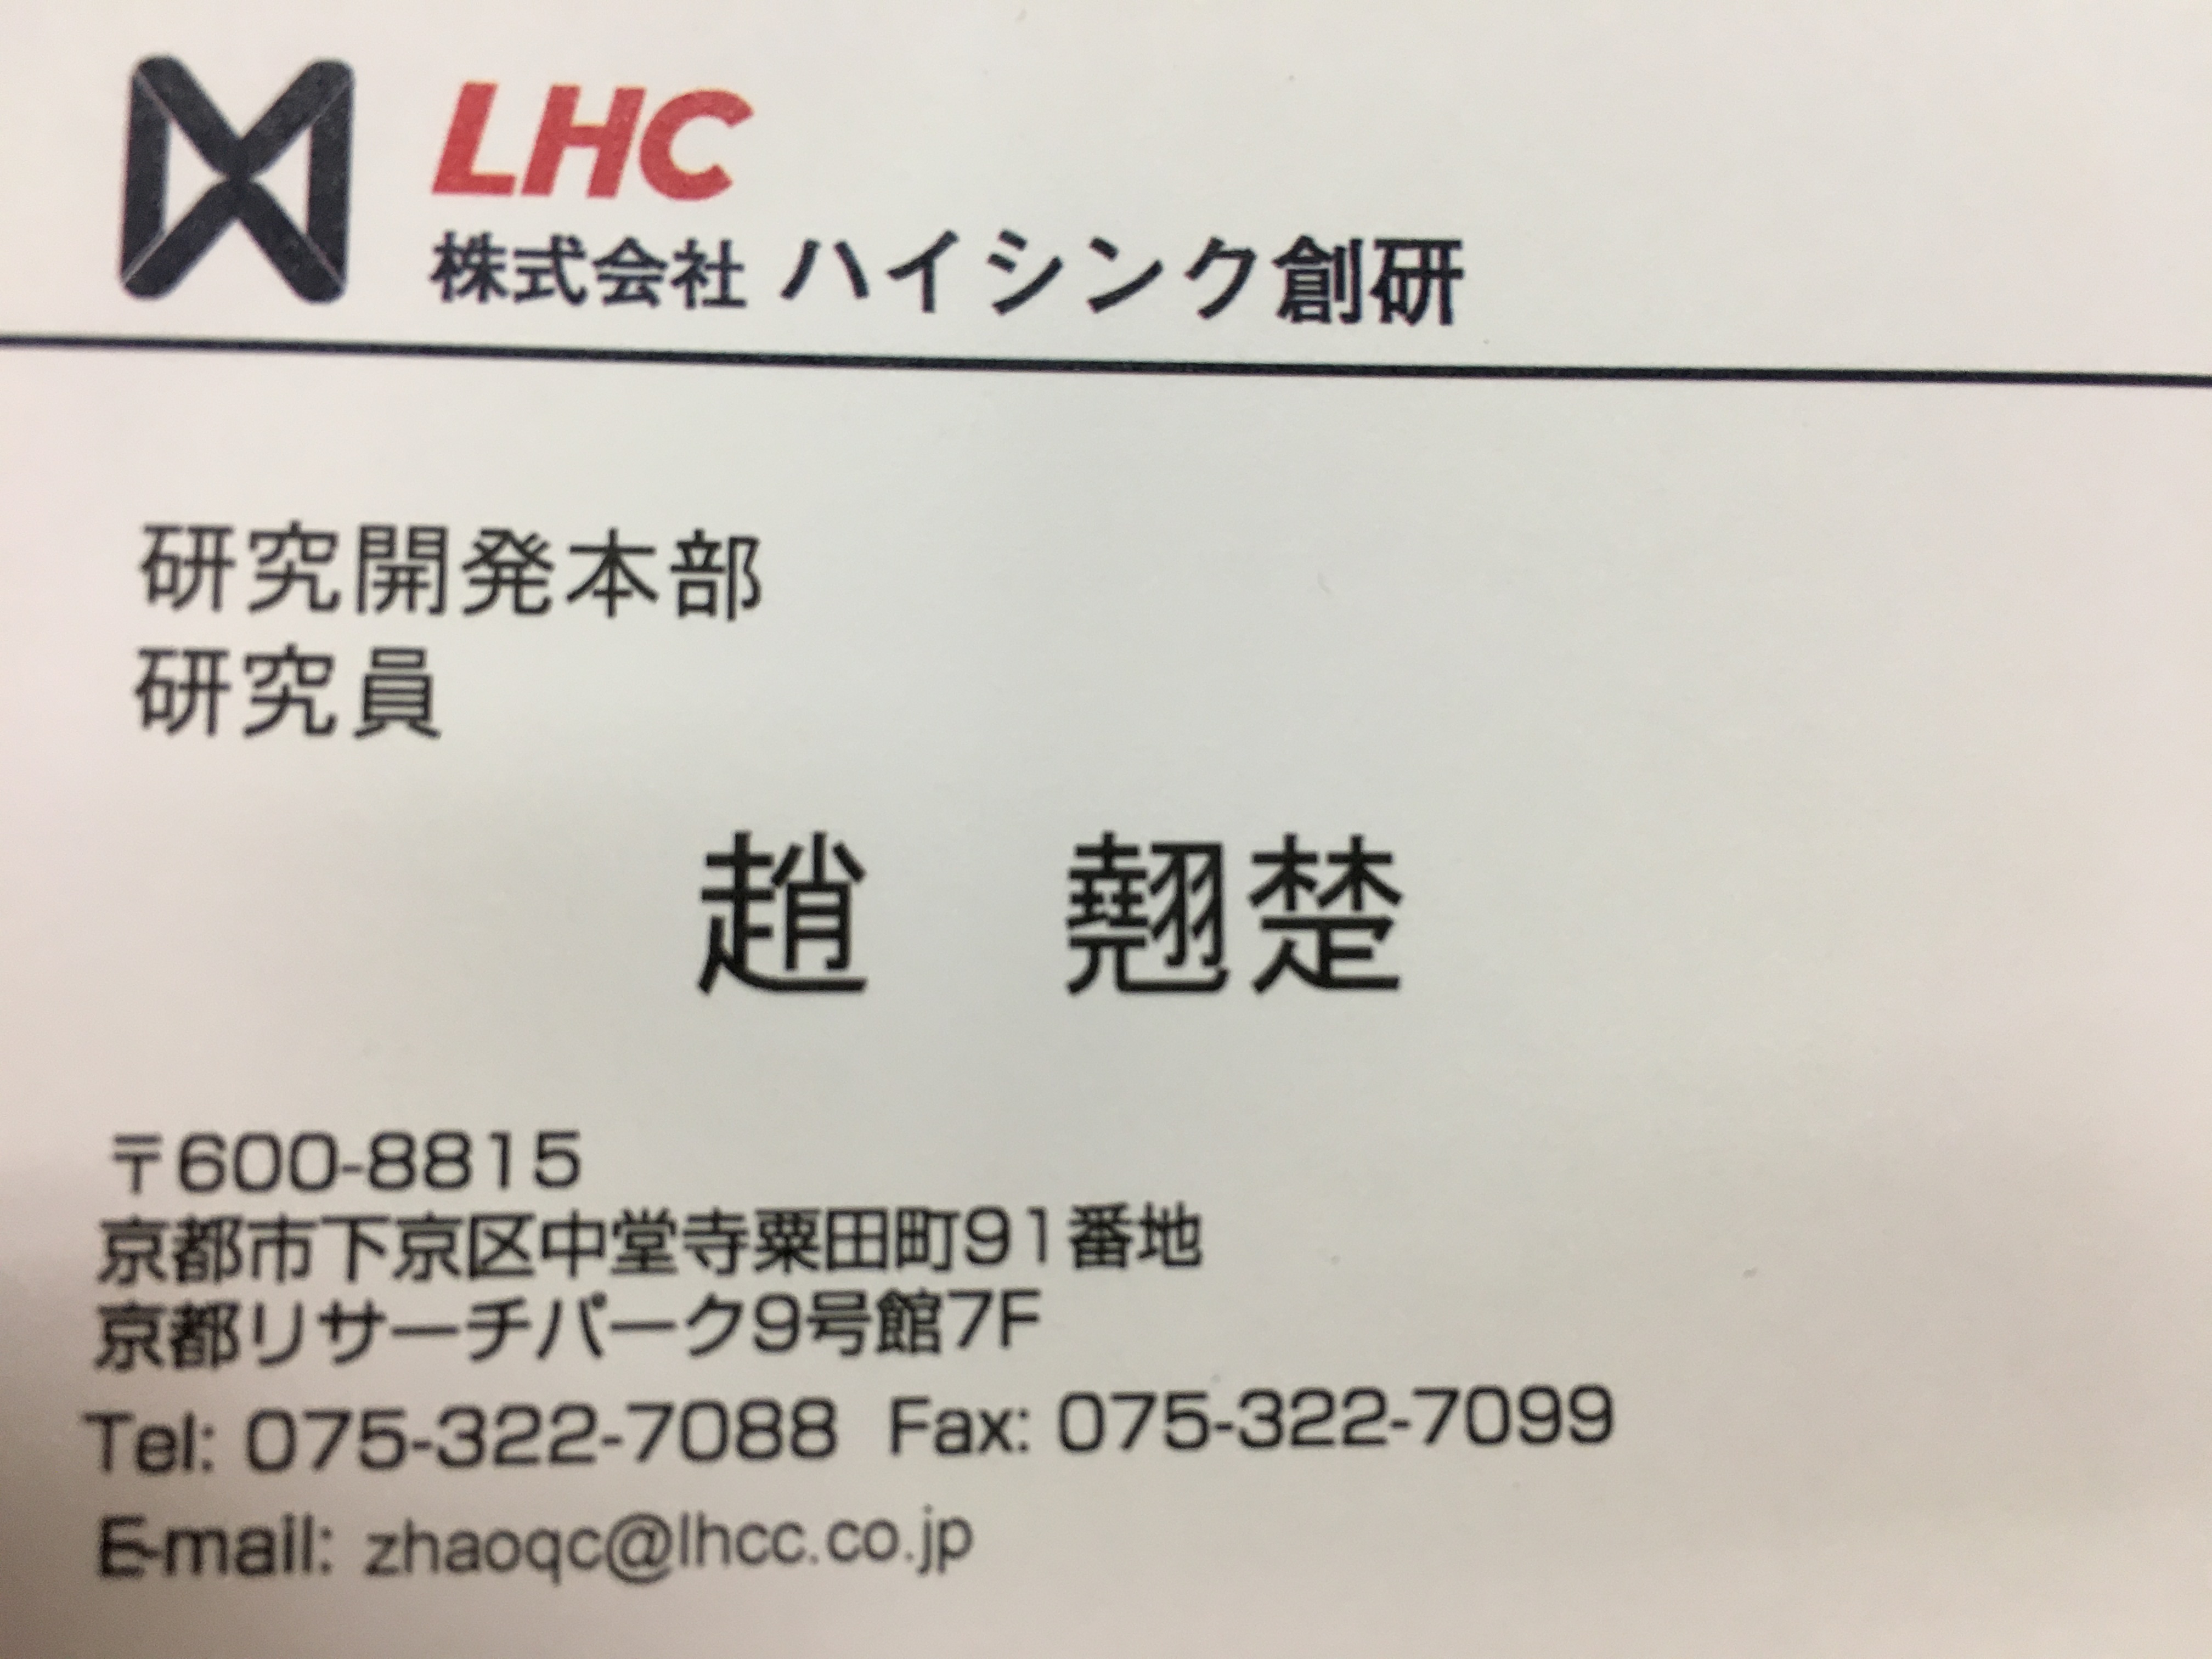 LHC
株式会社 ハイシンク創研
研究開発本部
研究員
趙　翹楚
〒600-8815
京都市下京区中堂寺粟田町91番地
京都リサーチパーク9号館7F
Tel: 075-322-7088 Fax: 075-322-7099
E-mail: zhaoqc@lhcc.co.jp